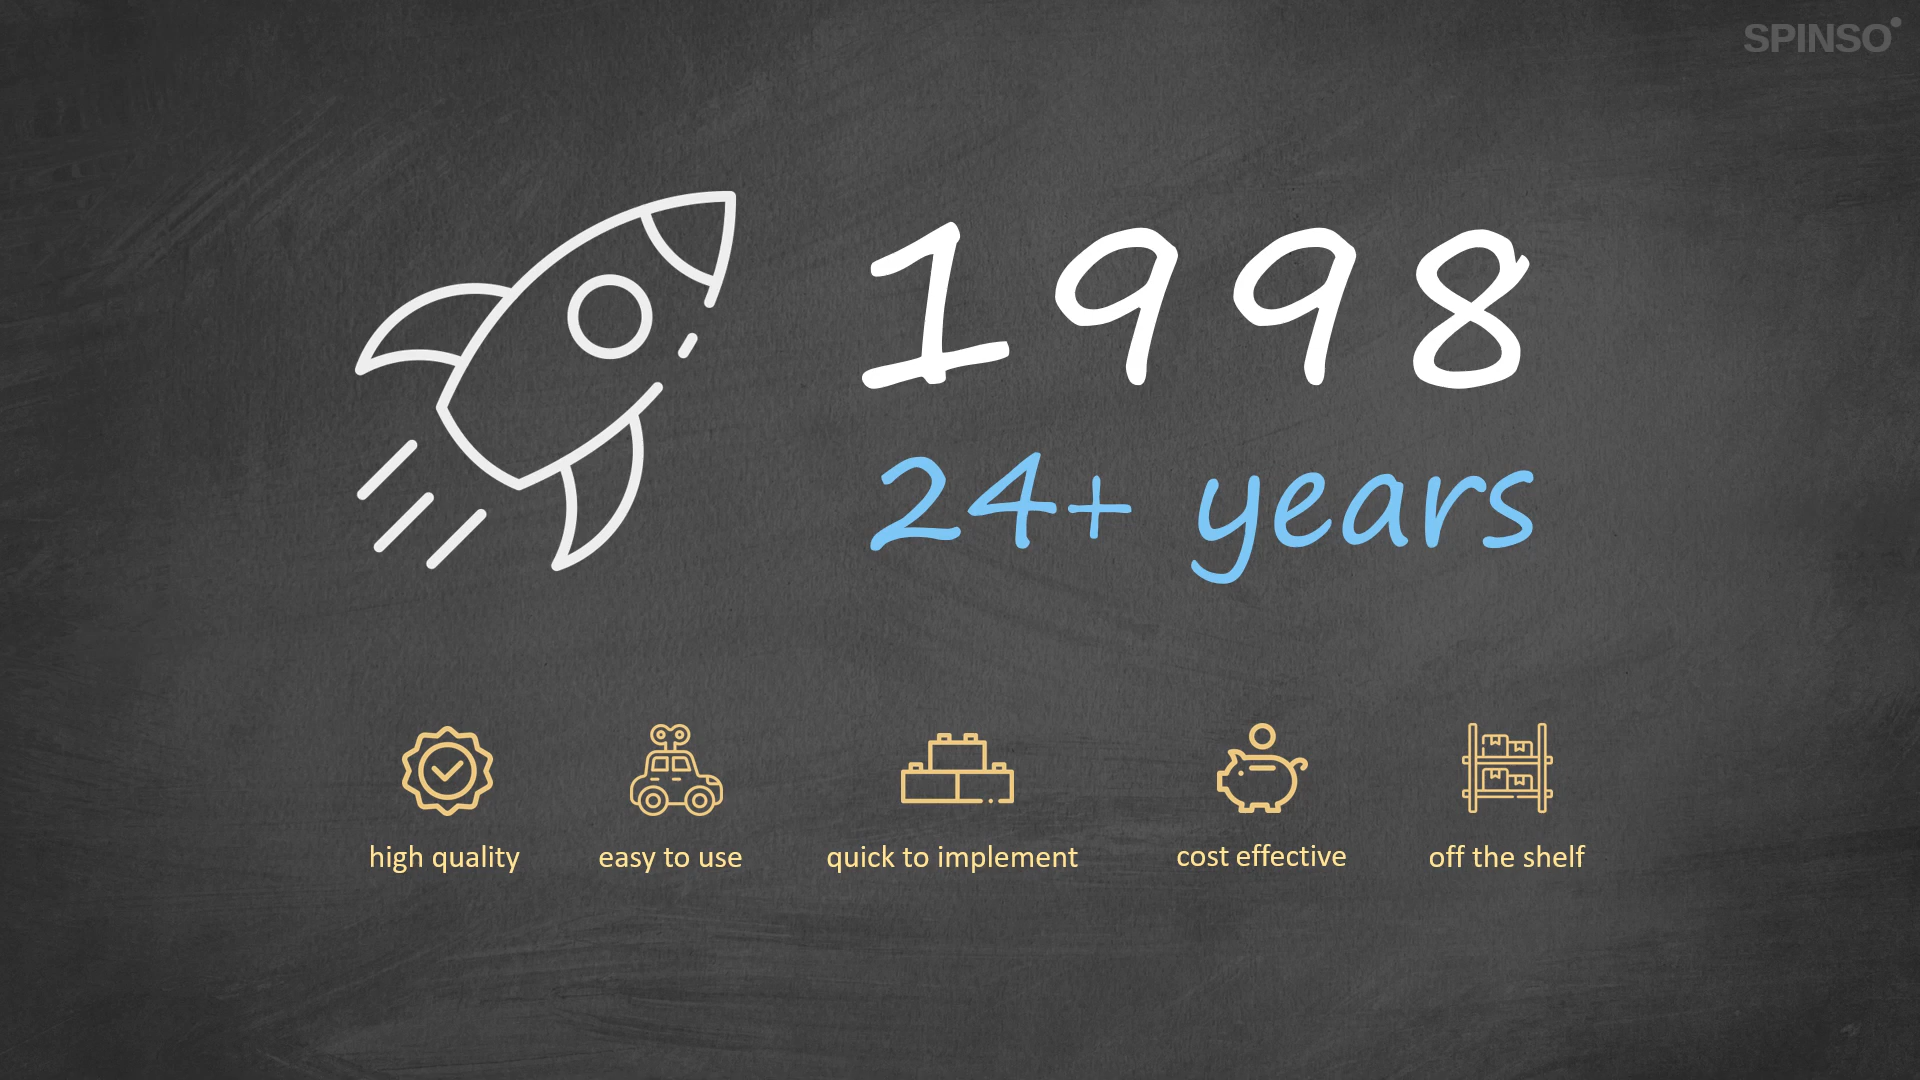 SPINSO
1998
24+ years
high quality
easy to use
quick to implement
cost effective
off the shelf